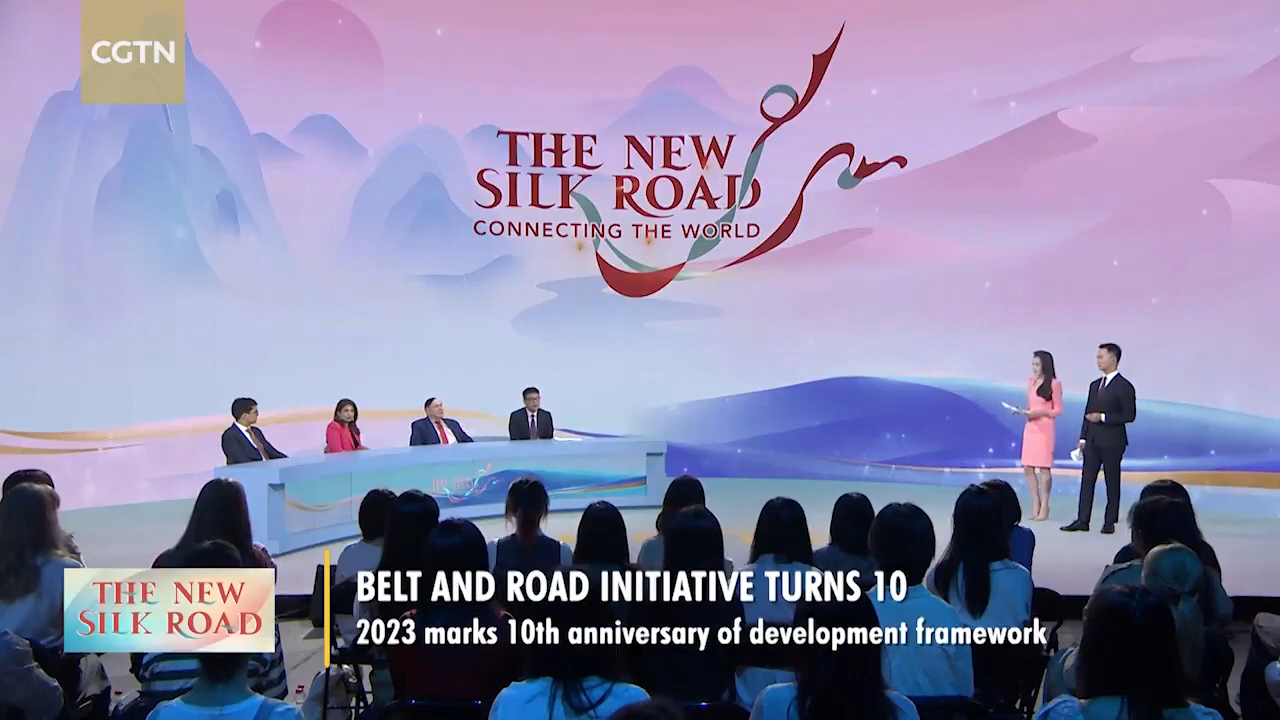 CGTN
THE NEW
SILK ROAD
CONNECTING THE WORLD
THE NEW
SILK ROAD
BELT AND ROAD INITIATIVE TURNS 10
2023 marks 10th anniversary of development framework